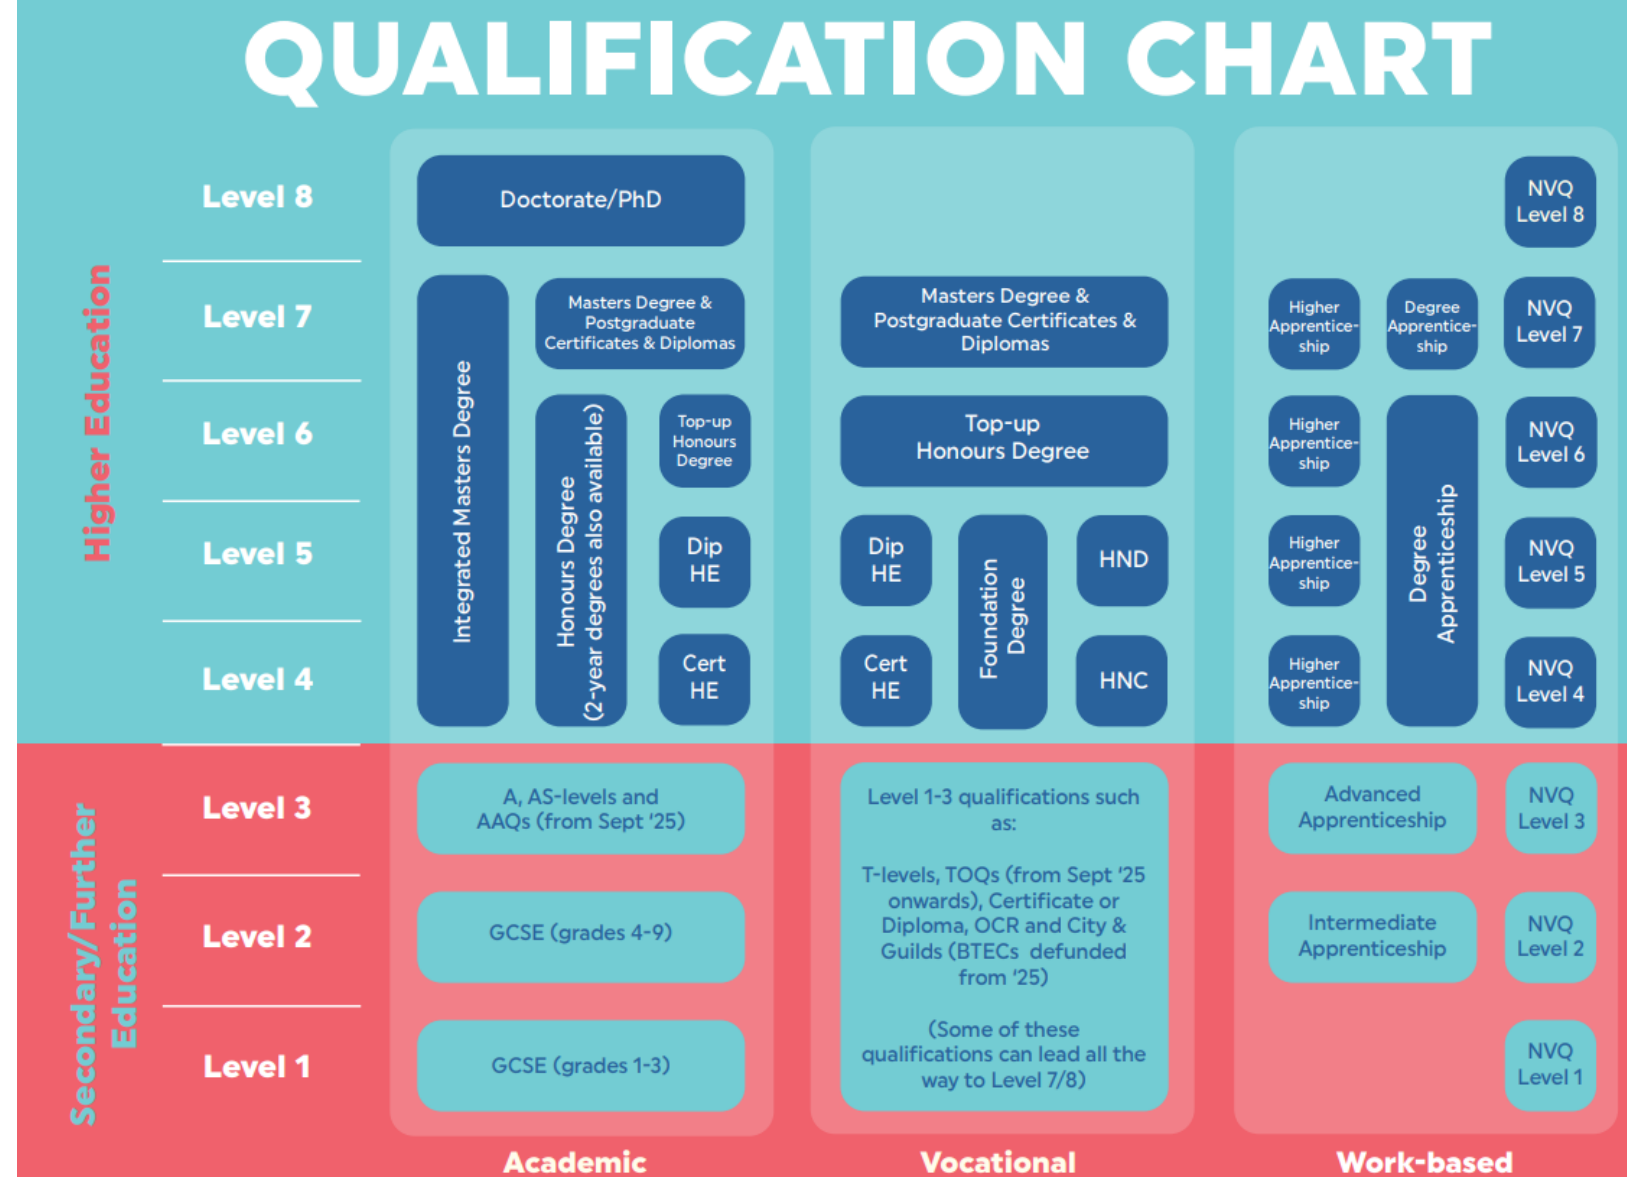 QUALIFICATION CHART
Higher Education
Level 8
Doctorate/PhD
NVQ
Level 8
Level 7
Integrated Masters Degree
Masters Degree &
Postgraduate
Certificates & Diplomas
Masters Degree &
Postgraduate Certificates &
Diplomas
Higher
Apprentice-
ship
Degree
Apprentice-
ship
NVQ
Level 7
Level 6
Honours Degree
(2-year degrees also available)
Top-up
Honours
Degree
Top-up
Honours Degree
Higher
Apprentice-
ship
Degree
Apprenticeship
NVQ
Level 6
Level 5
Dip
HE
Dip
HE
Foundation
Degree
HND
Higher
Apprentice-
ship
NVQ
Level 5
Level 4
Cert
HE
Cert
HE
HNC
Higher
Apprentice-
ship
NVQ
Level 4
Secondary/Further
Education
Level 3
A, AS-levels and
AAQs (from Sept '25)
Level 1-3 qualifications such
as:
T-levels, TOQs (from Sept '25
onwards), Certificate or
Diploma, OCR and City &
Guilds (BTECs defunded
from '25)
(Some of these
qualifications can lead all the
way to Level 7/8)
Advanced
Apprenticeship
NVQ
Level 3
Level 2
GCSE (grades 4-9)
Intermediate
Apprenticeship
NVQ
Level 2
Level 1
GCSE (grades 1-3)
NVQ
Level 1
Academic
Vocational
Work-based